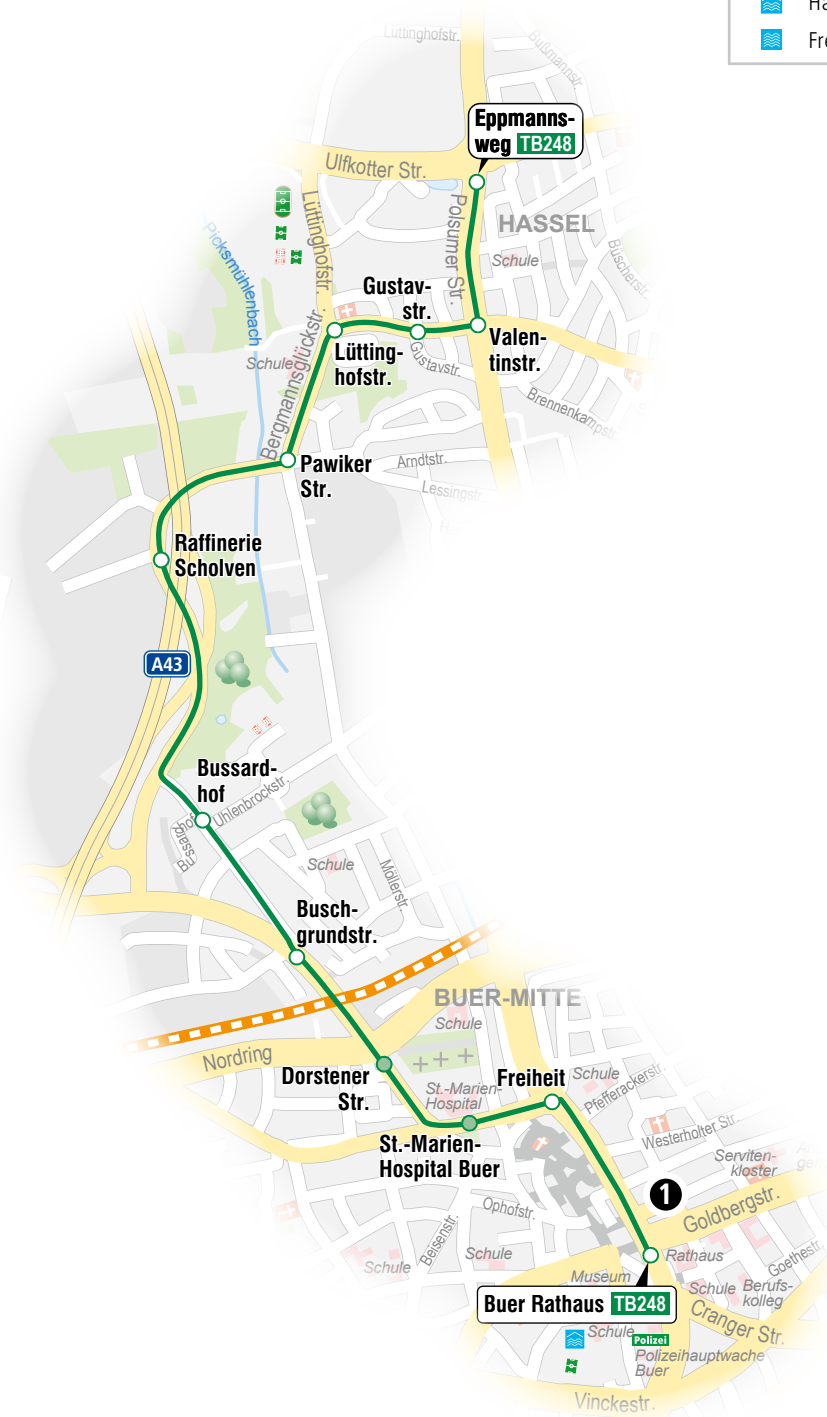 Lüttinghofstr.
Bußmannstr.
Eppmanns-
weg TB248
Ulfkotter Str.
Lüttinghofstr.
Polsumer Str.
HASSEL
Schule
Büscherstr.
Picksmühlenbach
Gustav-
str.
Valen-
tinstr.
Lütting-
hofstr.
Gustavstr.
Schule
Bergmannsglückstr.
Brennenkampstr.
Pawiker
Str.
Arndtstr.
Lessingstr.
Raffinerie
Scholven
A43
Bussard-
hof
Uhlenbrockstr.
Bussardhof
Schule
Möllerstr.
Busch-
grundstr.
BUER-MITTE
Schule
Nordring
Dorstener
Str.
St.-Marien-
Hospital
Freiheit
Schule
Pfefferackerstr.
St.-Marien-
Hospital Buer
Westerholter Str.
Serviten-
kloster
1
Goldbergstr.
Ophofstr.
Beisenstr.
Schule
Schule
Rathaus
Goethestr.
Museum
Schule
Berufs-
kolleg
Buer Rathaus TB248
Cranger Str.
Schule
Polizei
Polizeihauptwache
Buer
Vinckestr.